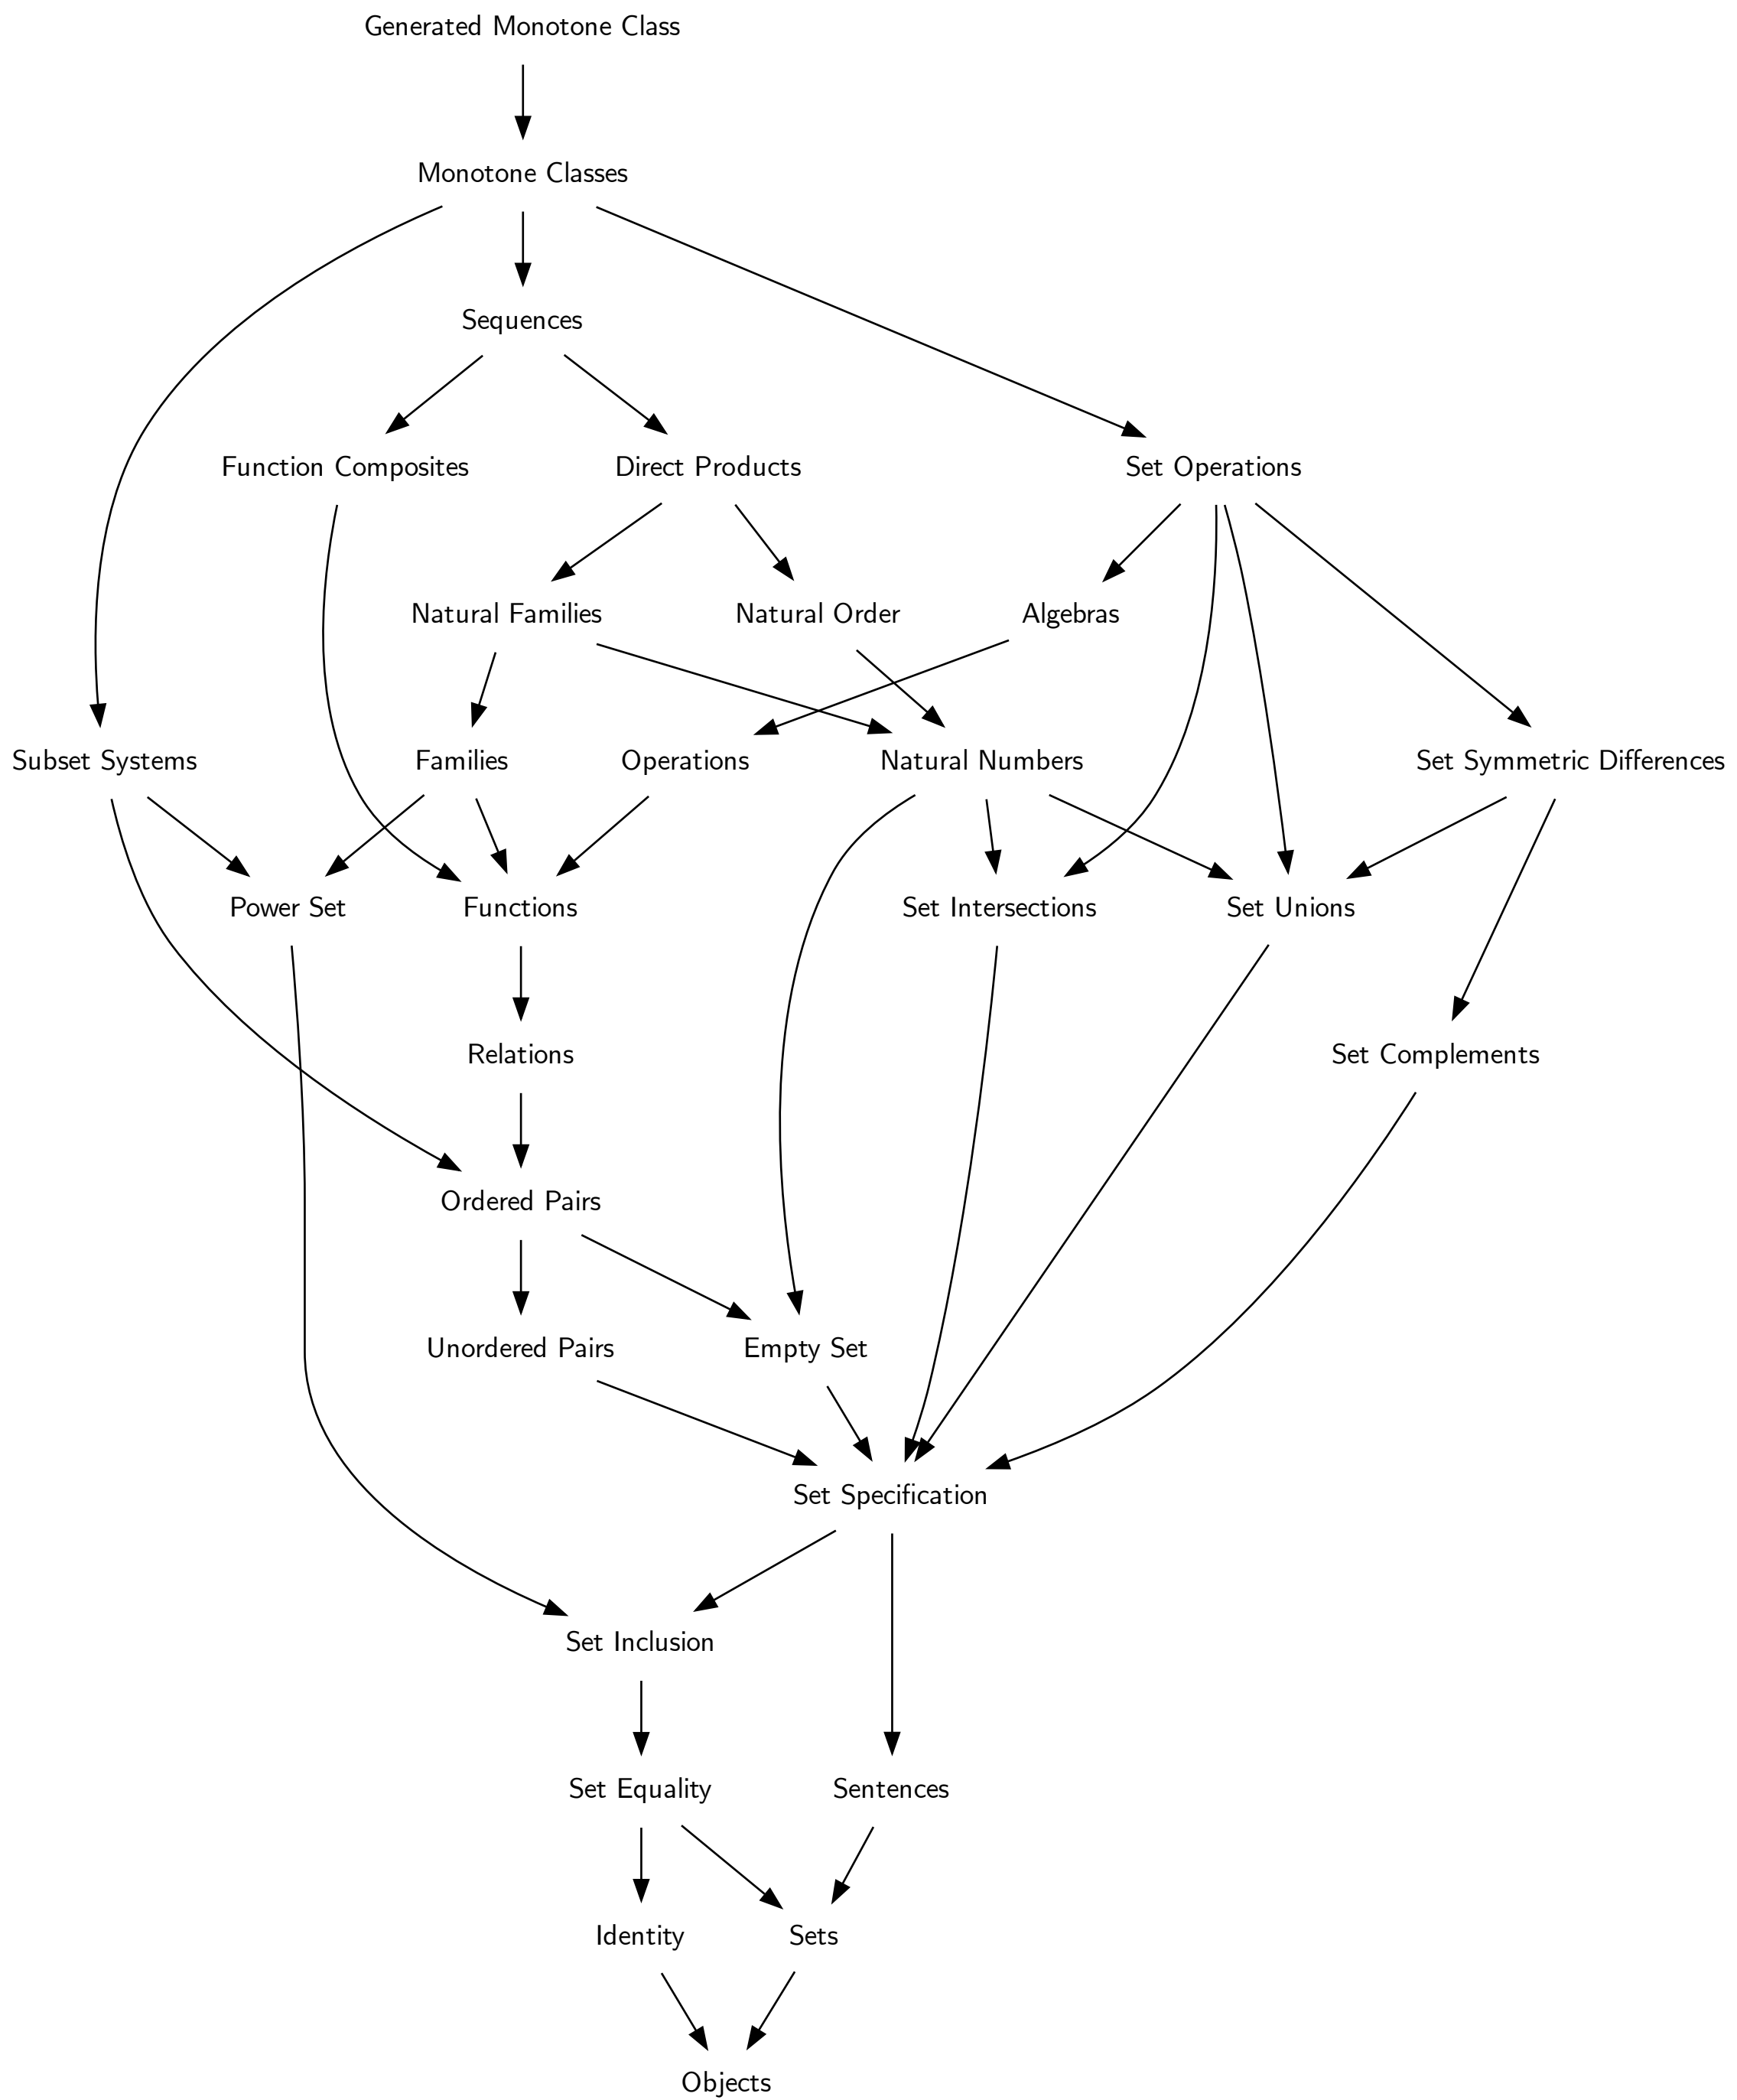 Generated Monotone Class
Monotone Classes
Sequences
Function Composites
Direct Products
Set Operations
Natural Families
Natural Order
Algebras
Subset Systems
Families
Operations
Natural Numbers
Set Symmetric Differences
Power Set
Functions
Set Intersections
Set Unions
Relations
Set Complements
Ordered Pairs
Unordered Pairs
Empty Set
Set Specification
Set Inclusion
Set Equality
Sentences
Identity
Sets
Objects